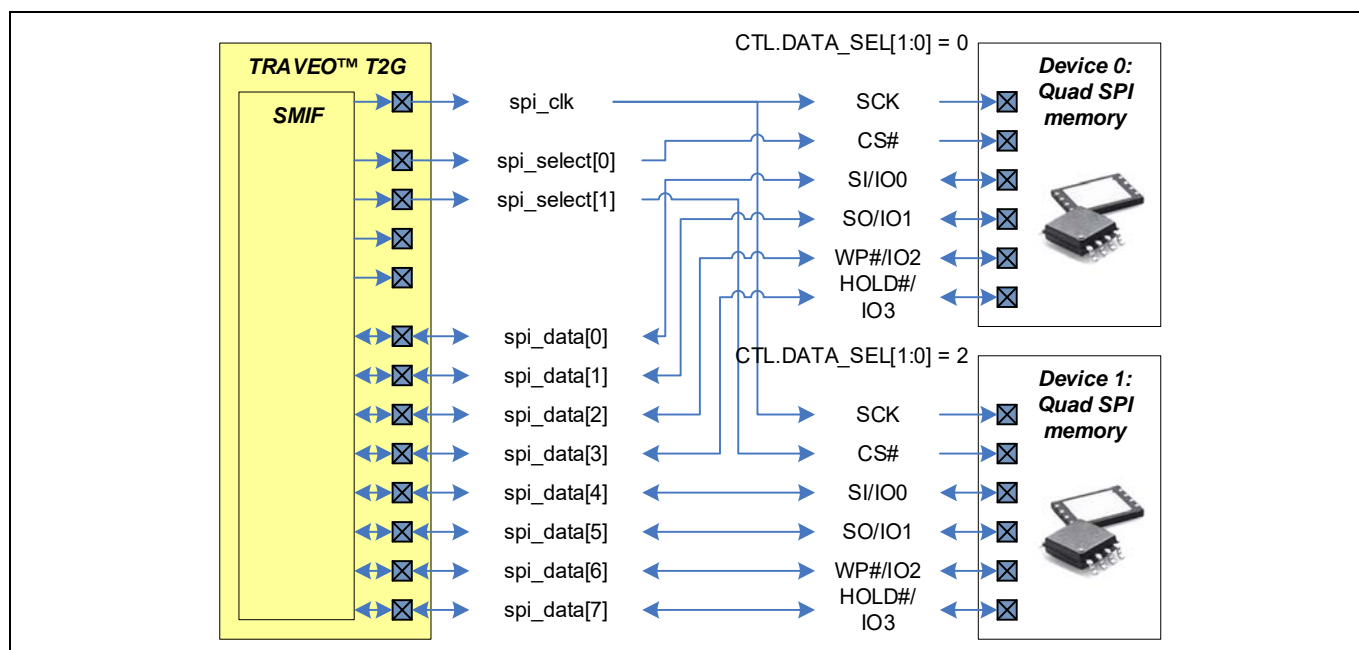 TRAVEO™ T2G
SMIF
spi_clk
spi_select[0]
spi_select[1]
spi_data[0]
spi_data[1]
spi_data[2]
spi_data[3]
spi_data[4]
spi_data[5]
spi_data[6]
spi_data[7]
CTL.DATA_SEL[1:0] = 0
SCK
CS#
SI/IO0
SO/IO1
WP#/IO2
HOLD#/
IO3
Device 0:
Quad SPI
memory
CTL.DATA_SEL[1:0] = 2
SCK
CS#
SI/IO0
SO/IO1
WP#/IO2
HOLD#/
IO3
Device 1:
Quad SPI
memory